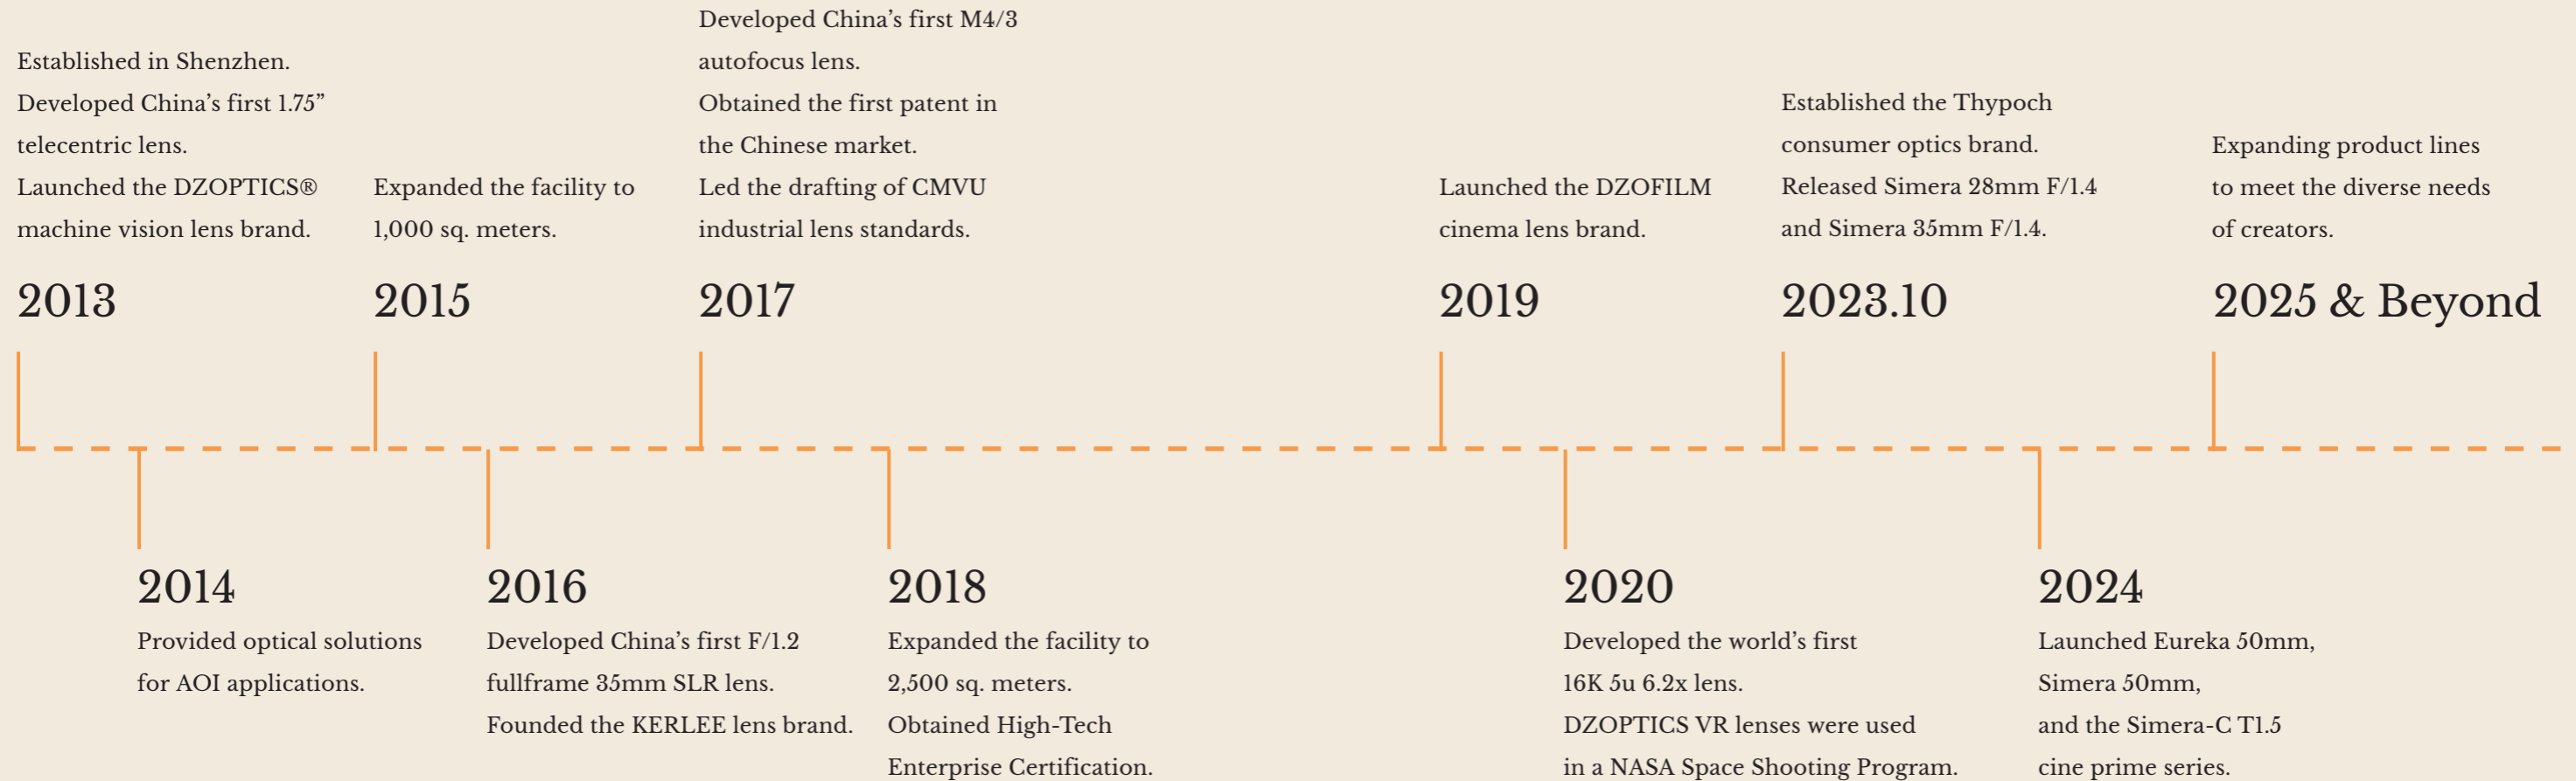 Established in Shenzhen.
Developed China’s first 1.75”
telecentric lens.
Launched the DZOPTICS®
machine vision lens brand.
2013
Provided optical solutions
for AOI applications.
2014
Expanded the facility to
1,000 sq. meters.
2015
2016
Developed China’s first F/1.2
fullframe 35mm SLR lens.
Founded the KERLEE lens brand.
Developed China’s first M4/3
autofocus lens.
Obtained the first patent in
the Chinese market.
Led the drafting of CMVU
industrial lens standards.
2017
2018
Expanded the facility to
2,500 sq. meters.
Obtained High-Tech
Enterprise Certification.
Launched the DZOFILM
cinema lens brand.
2019
2020
Developed the world’s first
16K 5u 6.2x lens.
DZOPTICS VR lenses were used
in a NASA Space Shooting Program.
Established the Thypoch
consumer optics brand.
Released Simera 28mm F/1.4
and Simera 35mm F/1.4.
2023.10
2024
Launched Eureka 50mm,
Simera 50mm,
and the Simera-C T1.5
cine prime series.
Expanding product lines
to meet the diverse needs
of creators.
2025 & Beyond